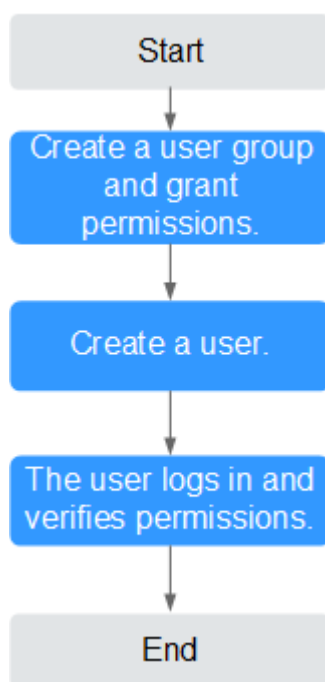 Start
Create a user group
and grant
permissions.
Create a user.
The user logs in and
verifies permissions.
End